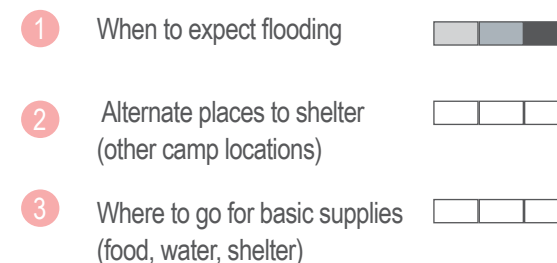 1 When to expect flooding
2 Alternate places to shelter
(other camp locations)
3 Where to go for basic supplies
(food, water, shelter)